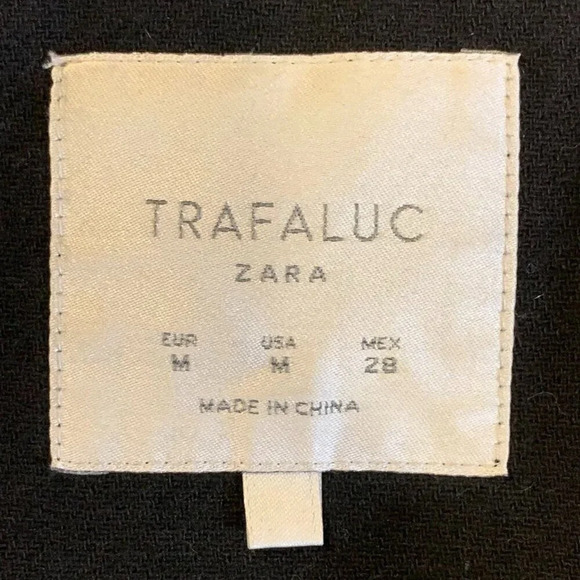 TRAFALUC
ZARA
EUR USA MEX
M M 28
MADE IN CHINA